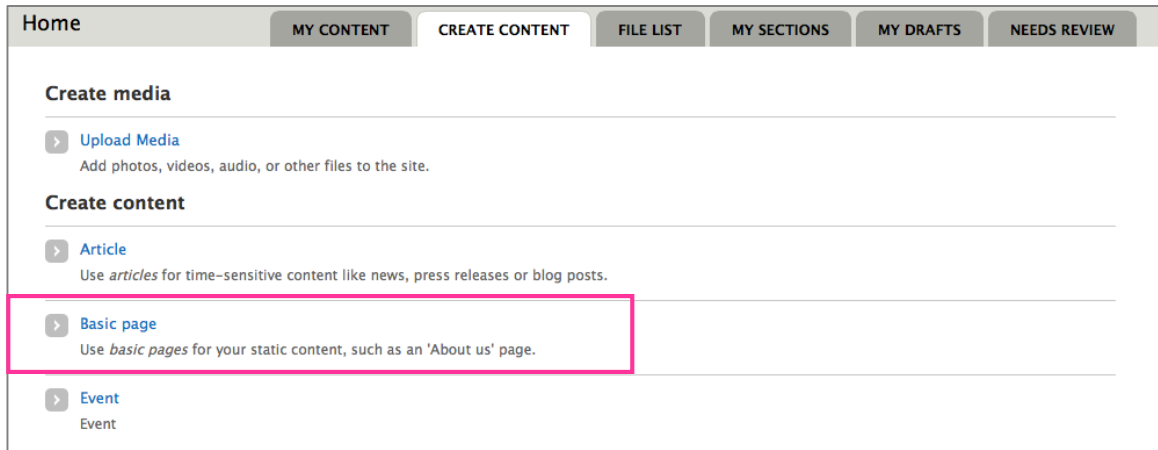 Home
MY CONTENT
CREATE CONTENT
FILE LIST
MY SECTIONS
MY DRAFTS
NEEDS REVIEW
Create media
Upload Media
Add photos, videos, audio, or other files to the site.
Create content
Article
Use articles for time-sensitive content like news, press releases or blog posts.
Basic page
Use basic pages for your static content, such as an 'About us' page.
Event
Event